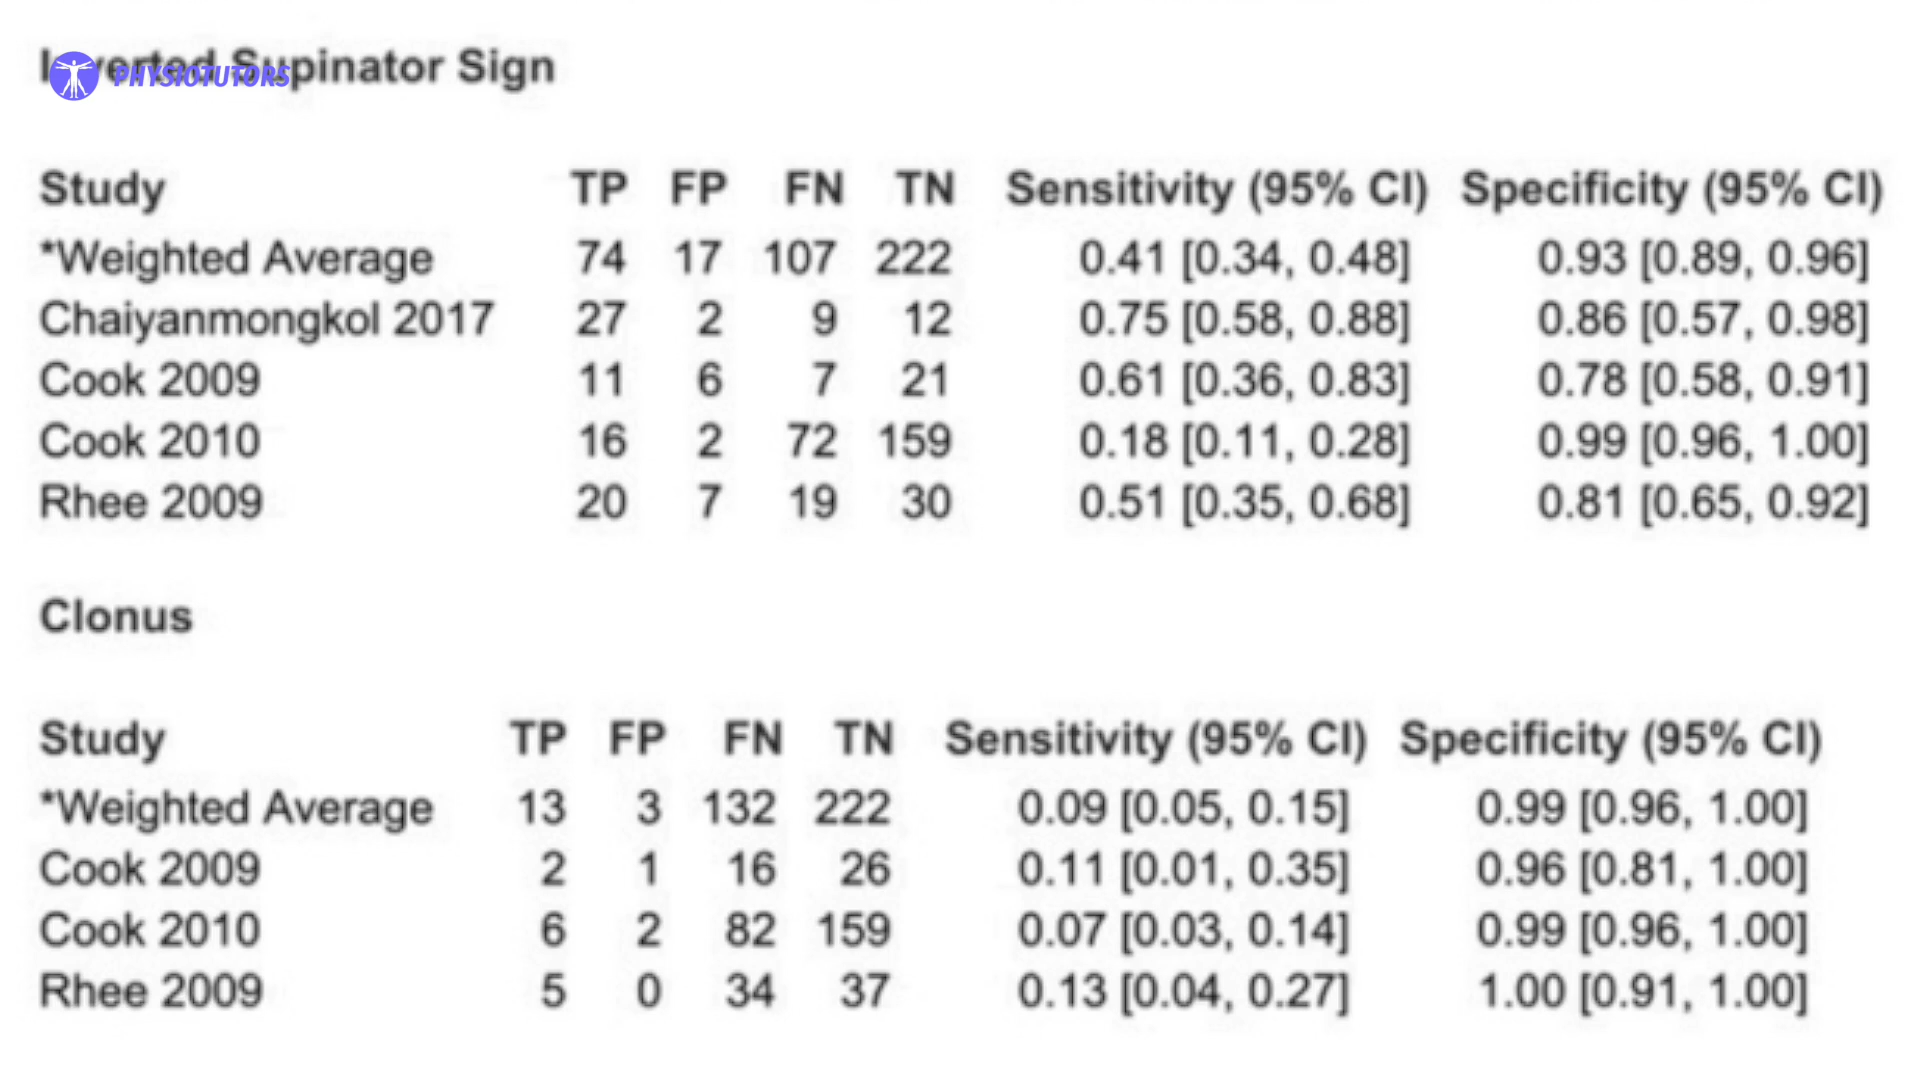 Inverted Supinator Sign
PHYSIOTUTORS
Study TP FP FN TN Sensitivity (95% CI) Specificity (95% CI)
*Weighted Average 74 17 107 222 0.41 [0.34, 0.48] 0.93 [0.89, 0.96]
Chaiyanmongkol 2017 27 2 9 12 0.75 [0.58, 0.88] 0.86 [0.57, 0.98]
Cook 2009 11 6 7 21 0.61 [0.36, 0.83] 0.78 [0.58, 0.91]
Cook 2010 16 2 72 159 0.18 [0.11, 0.28] 0.99 [0.96, 1.00]
Rhee 2009 20 7 19 30 0.51 [0.35, 0.68] 0.81 [0.65, 0.92]
Clonus
Study TP FP FN TN Sensitivity (95% CI) Specificity (95% CI)
*Weighted Average 13 3 132 222 0.09 [0.05, 0.15] 0.99 [0.96, 1.00]
Cook 2009 2 1 16 26 0.11 [0.01, 0.35] 0.96 [0.81, 1.00]
Cook 2010 6 2 82 159 0.07 [0.03, 0.14] 0.99 [0.96, 1.00]
Rhee 2009 5 0 34 37 0.13 [0.04, 0.27] 1.00 [0.91, 1.00]